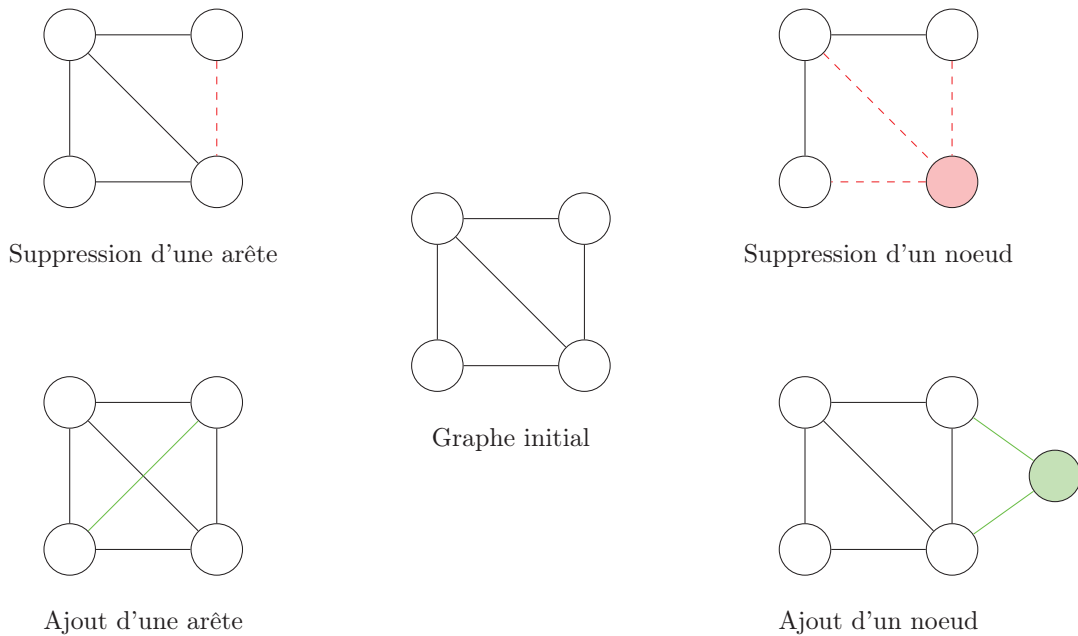 Suppression d'une arête
Suppression d'un noeud
Graphe initial
Ajout d'une arête
Ajout d'un noeud